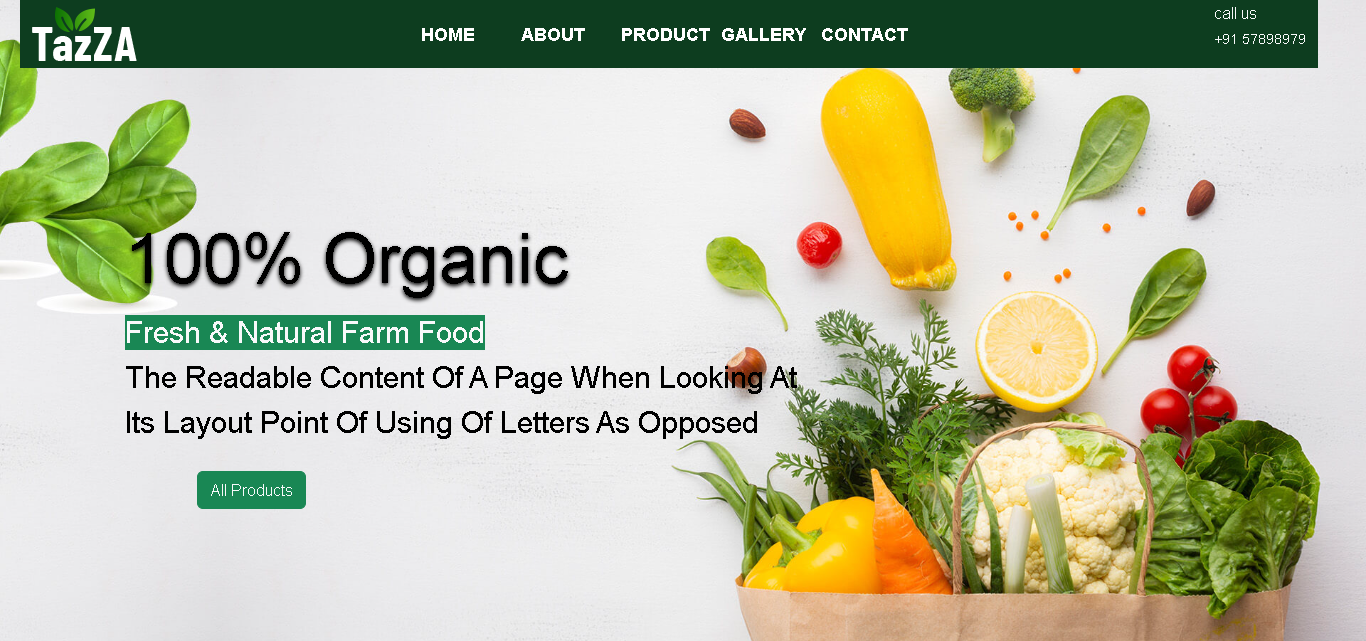 TazZA
HOME ABOUT PRODUCT GALLERY CONTACT
call us
+91 57898979
100% Organic
Fresh & Natural Farm Food
The Readable Content Of A Page When Looking At
Its Layout Point Of Using Of Letters As Opposed
All Products